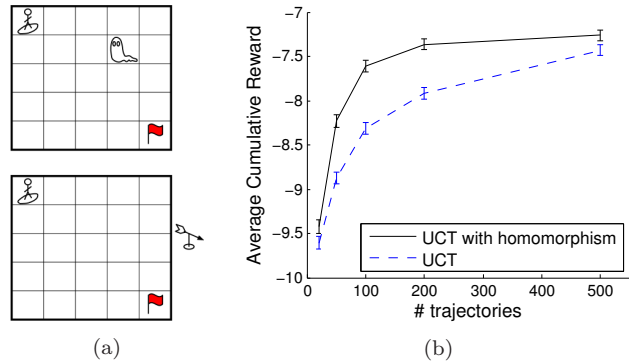 Average Cumulative Reward
-7
-7.5
-8
-8.5
-9
-9.5
-10
UCT with homomorphism
UCT
0 100 200 300 400 500
# trajectories
(a) (b)